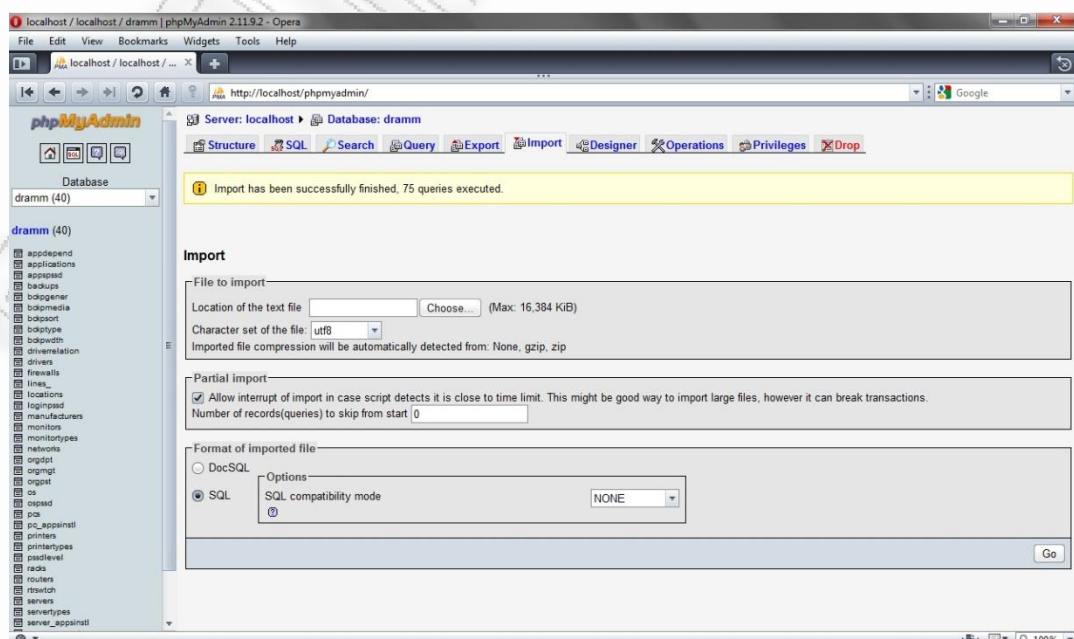 localhost / localhost / dramm | phpMyAdmin 2.11.9.2 - Opera
File Edit View Bookmarks Widgets Tools Help
PMA localhost / localhost / ...
http://localhost/phpmyadmin/
Google
phpMyAdmin
SQL
Database
dramm (40)
dramm (40)
appdepend
applications
appspssd
backups
bckpgener
bckpmedia
bckpsort
bckptype
bckpwdth
driverrelation
drivers
firewalls
lines_
locations
loginpssd
manufacturers
monitors
monitortypes
networks
orgdpt
orgmgt
orgpst
os
ospssd
pcs
pc_appsinstl
printers
printertypes
pssdlevel
racks
routers
rtrswtch
servers
servertypes
server_appsinstl
Server: localhost Database: dramm
Structure SQL Search Query Export Import Designer Operations Privileges Drop
Import has been successfully finished, 75 queries executed.
Import
File to import
Location of the text file Choose... (Max: 16,384 KiB)
Character set of the file: utf8
Imported file compression will be automatically detected from: None, gzip, zip
Partial import
Allow interrupt of import in case script detects it is close to time limit. This might be good way to import large files, however it can break transactions.
Number of records(queries) to skip from start 0
Format of imported file
DocSQL
SQL
Options
SQL compatibility mode NONE
Go
100%